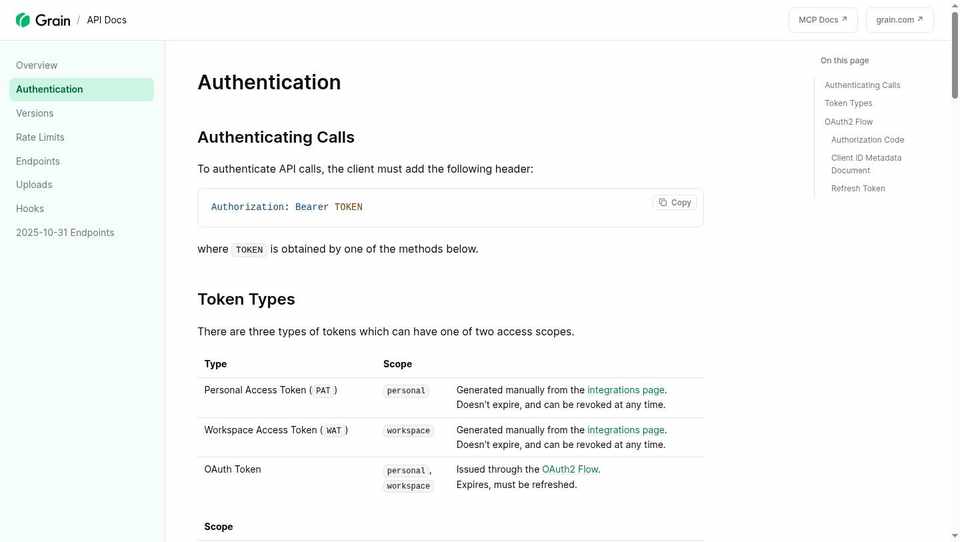 Grain / API Docs
MCP Docs ↗
grain.com ↗
Overview
Authentication
Versions
Rate Limits
Endpoints
Uploads
Hooks
2025-10-31 Endpoints
Authentication
Authenticating Calls
To authenticate API calls, the client must add the following header:
Authorization: Bearer TOKEN
Copy
where TOKEN is obtained by one of the methods below.
Token Types
There are three types of tokens which can have one of two access scopes.
Type Scope
Personal Access Token ( PAT ) personal Generated manually from the integrations page.
Doesn't expire, and can be revoked at any time.
Workspace Access Token ( WAT ) workspace Generated manually from the integrations page.
Doesn't expire, and can be revoked at any time.
OAuth Token personal , Issued through the OAuth2 Flow.
workspace Expires, must be refreshed.
Scope
On this page
Authenticating Calls
Token Types
OAuth2 Flow
Authorization Code
Client ID Metadata
Document
Refresh Token